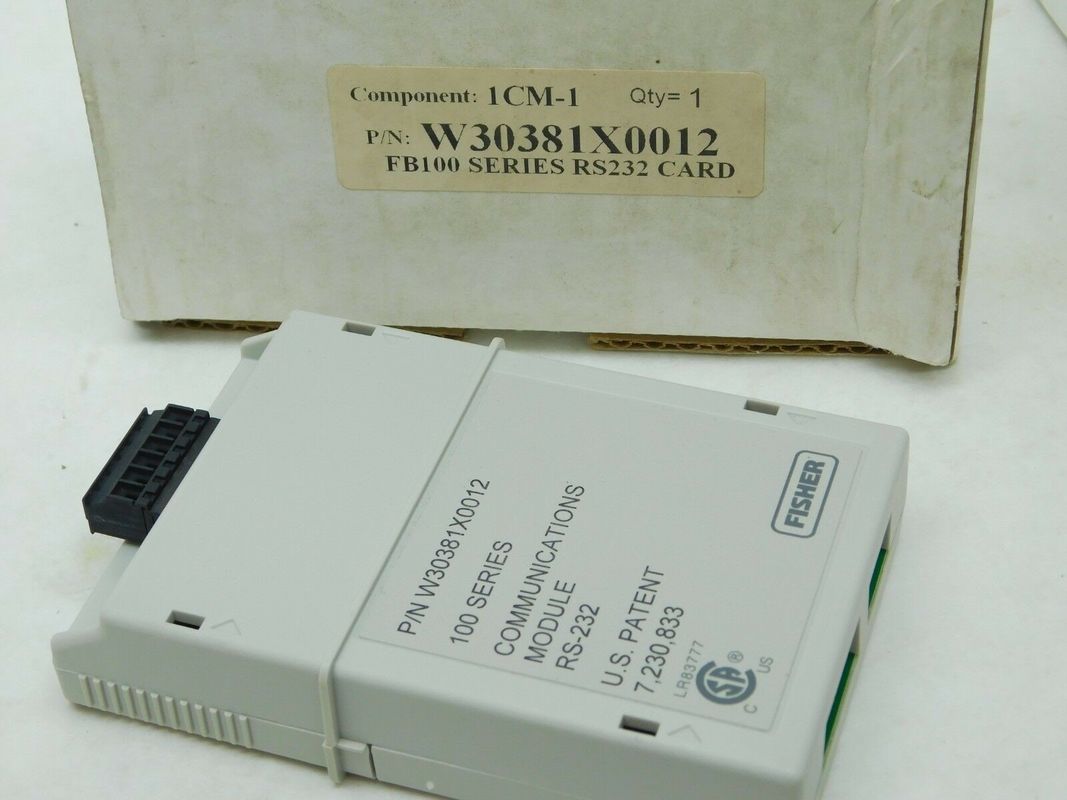 Component: 1CM-1 Qty= 1
P/N: W30381X0012
FB100 SERIES RS232 CARD
P/N W30381X0012
100 SERIES
COMMUNICATIONS
MODULE
RS-232
U.S. PATENT
7,230,833
LR83777
C SA ® US
FISHER